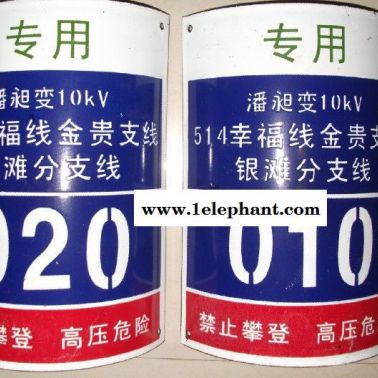 专用
潘昶变10kV
福线金贵支线
滩分支线
020
攀登 高压危险
专用
潘昶变10kV
514幸福线金贵支
银滩分支线
010
禁止攀登 高压危
www.1elephant.com